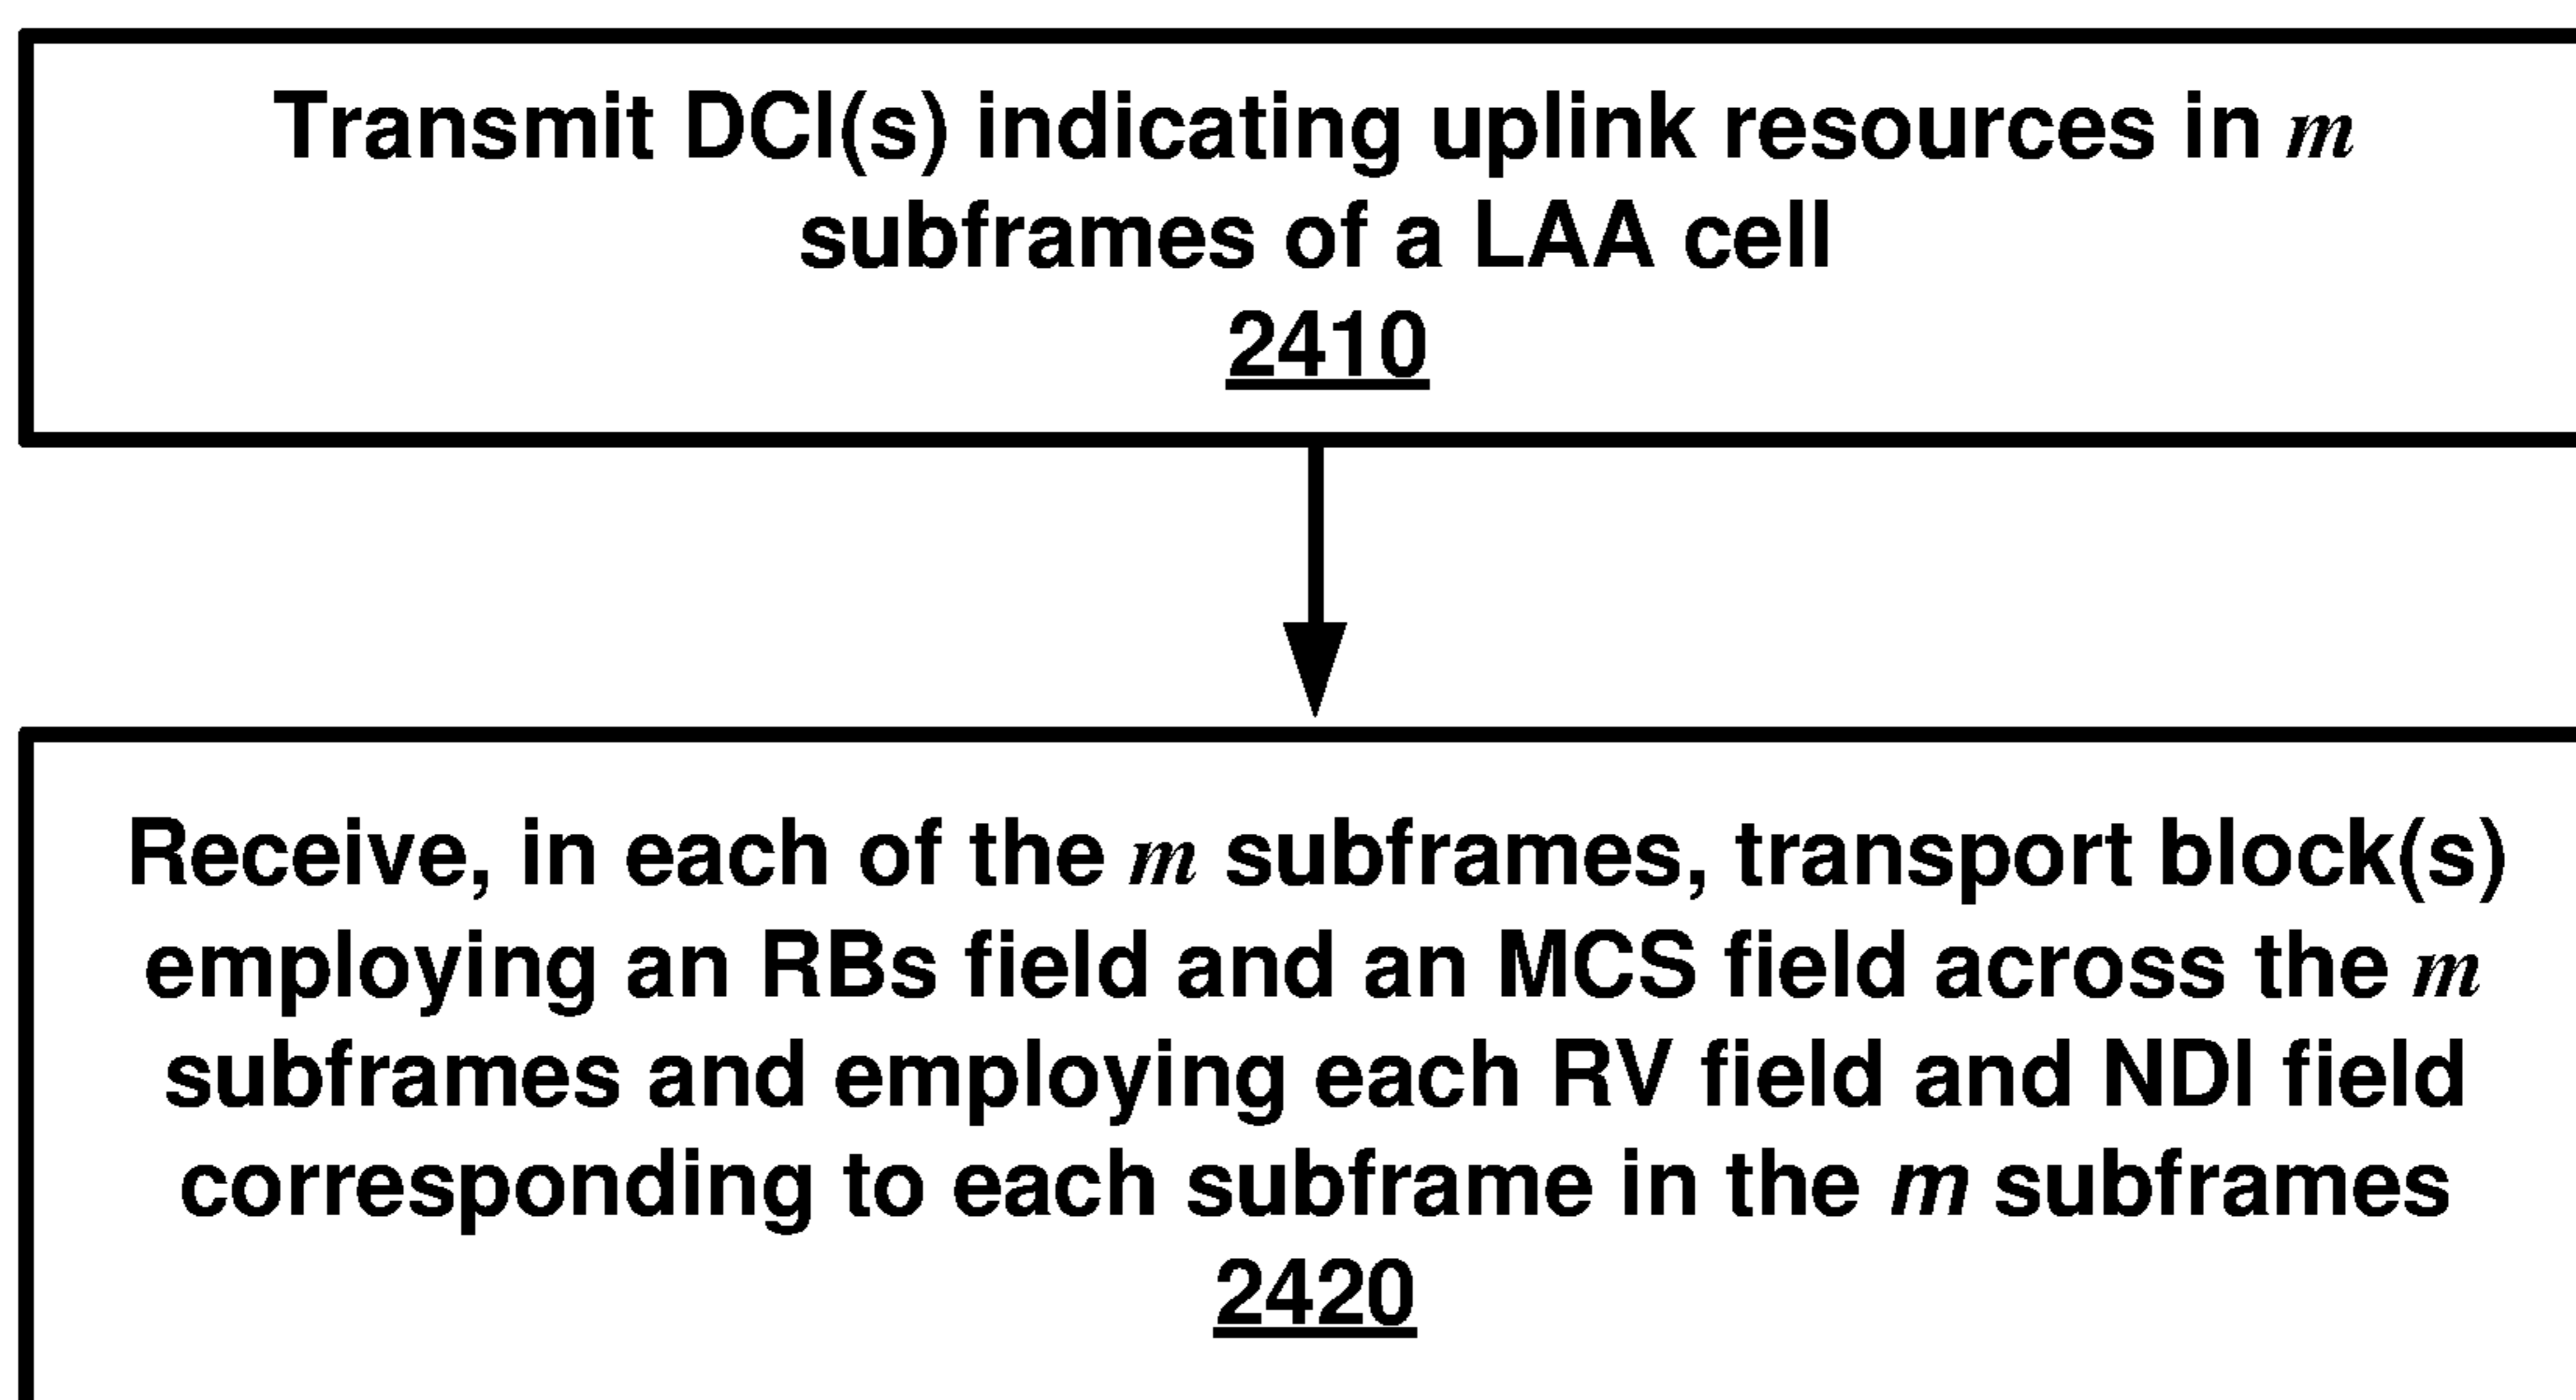 Transmit DCI(s) indicating uplink resources in m
subframes of a LAA cell
2410
Receive, in each of the m subframes, transport block(s)
employing an RBs field and an MCS field across the m
subframes and employing each RV field and NDI field
corresponding to each subframe in the m subframes
2420